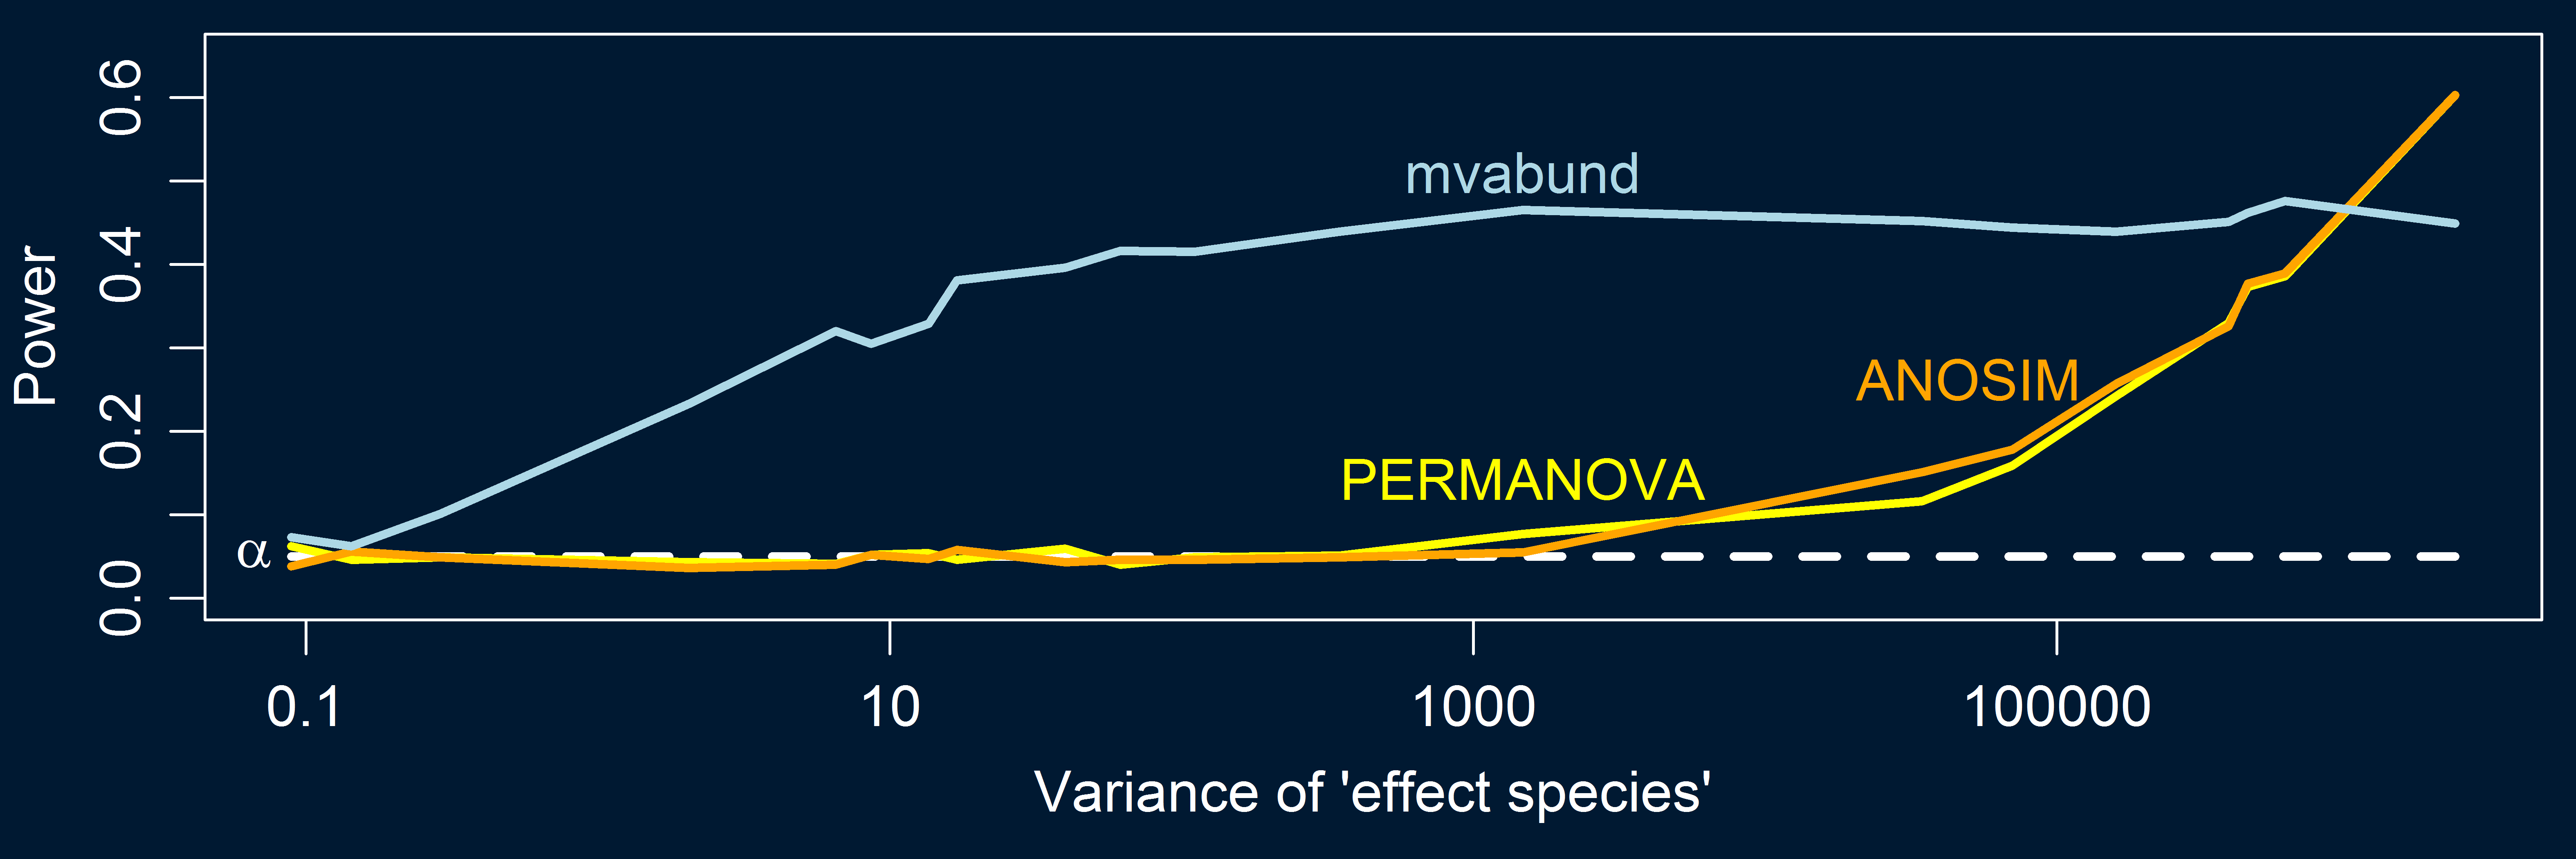 0.6
0.4
0.2
0.0
Power
mvabund
ANOSIM
PERMANOVA
α
0.1 10 1000 100000
Variance of 'effect species'